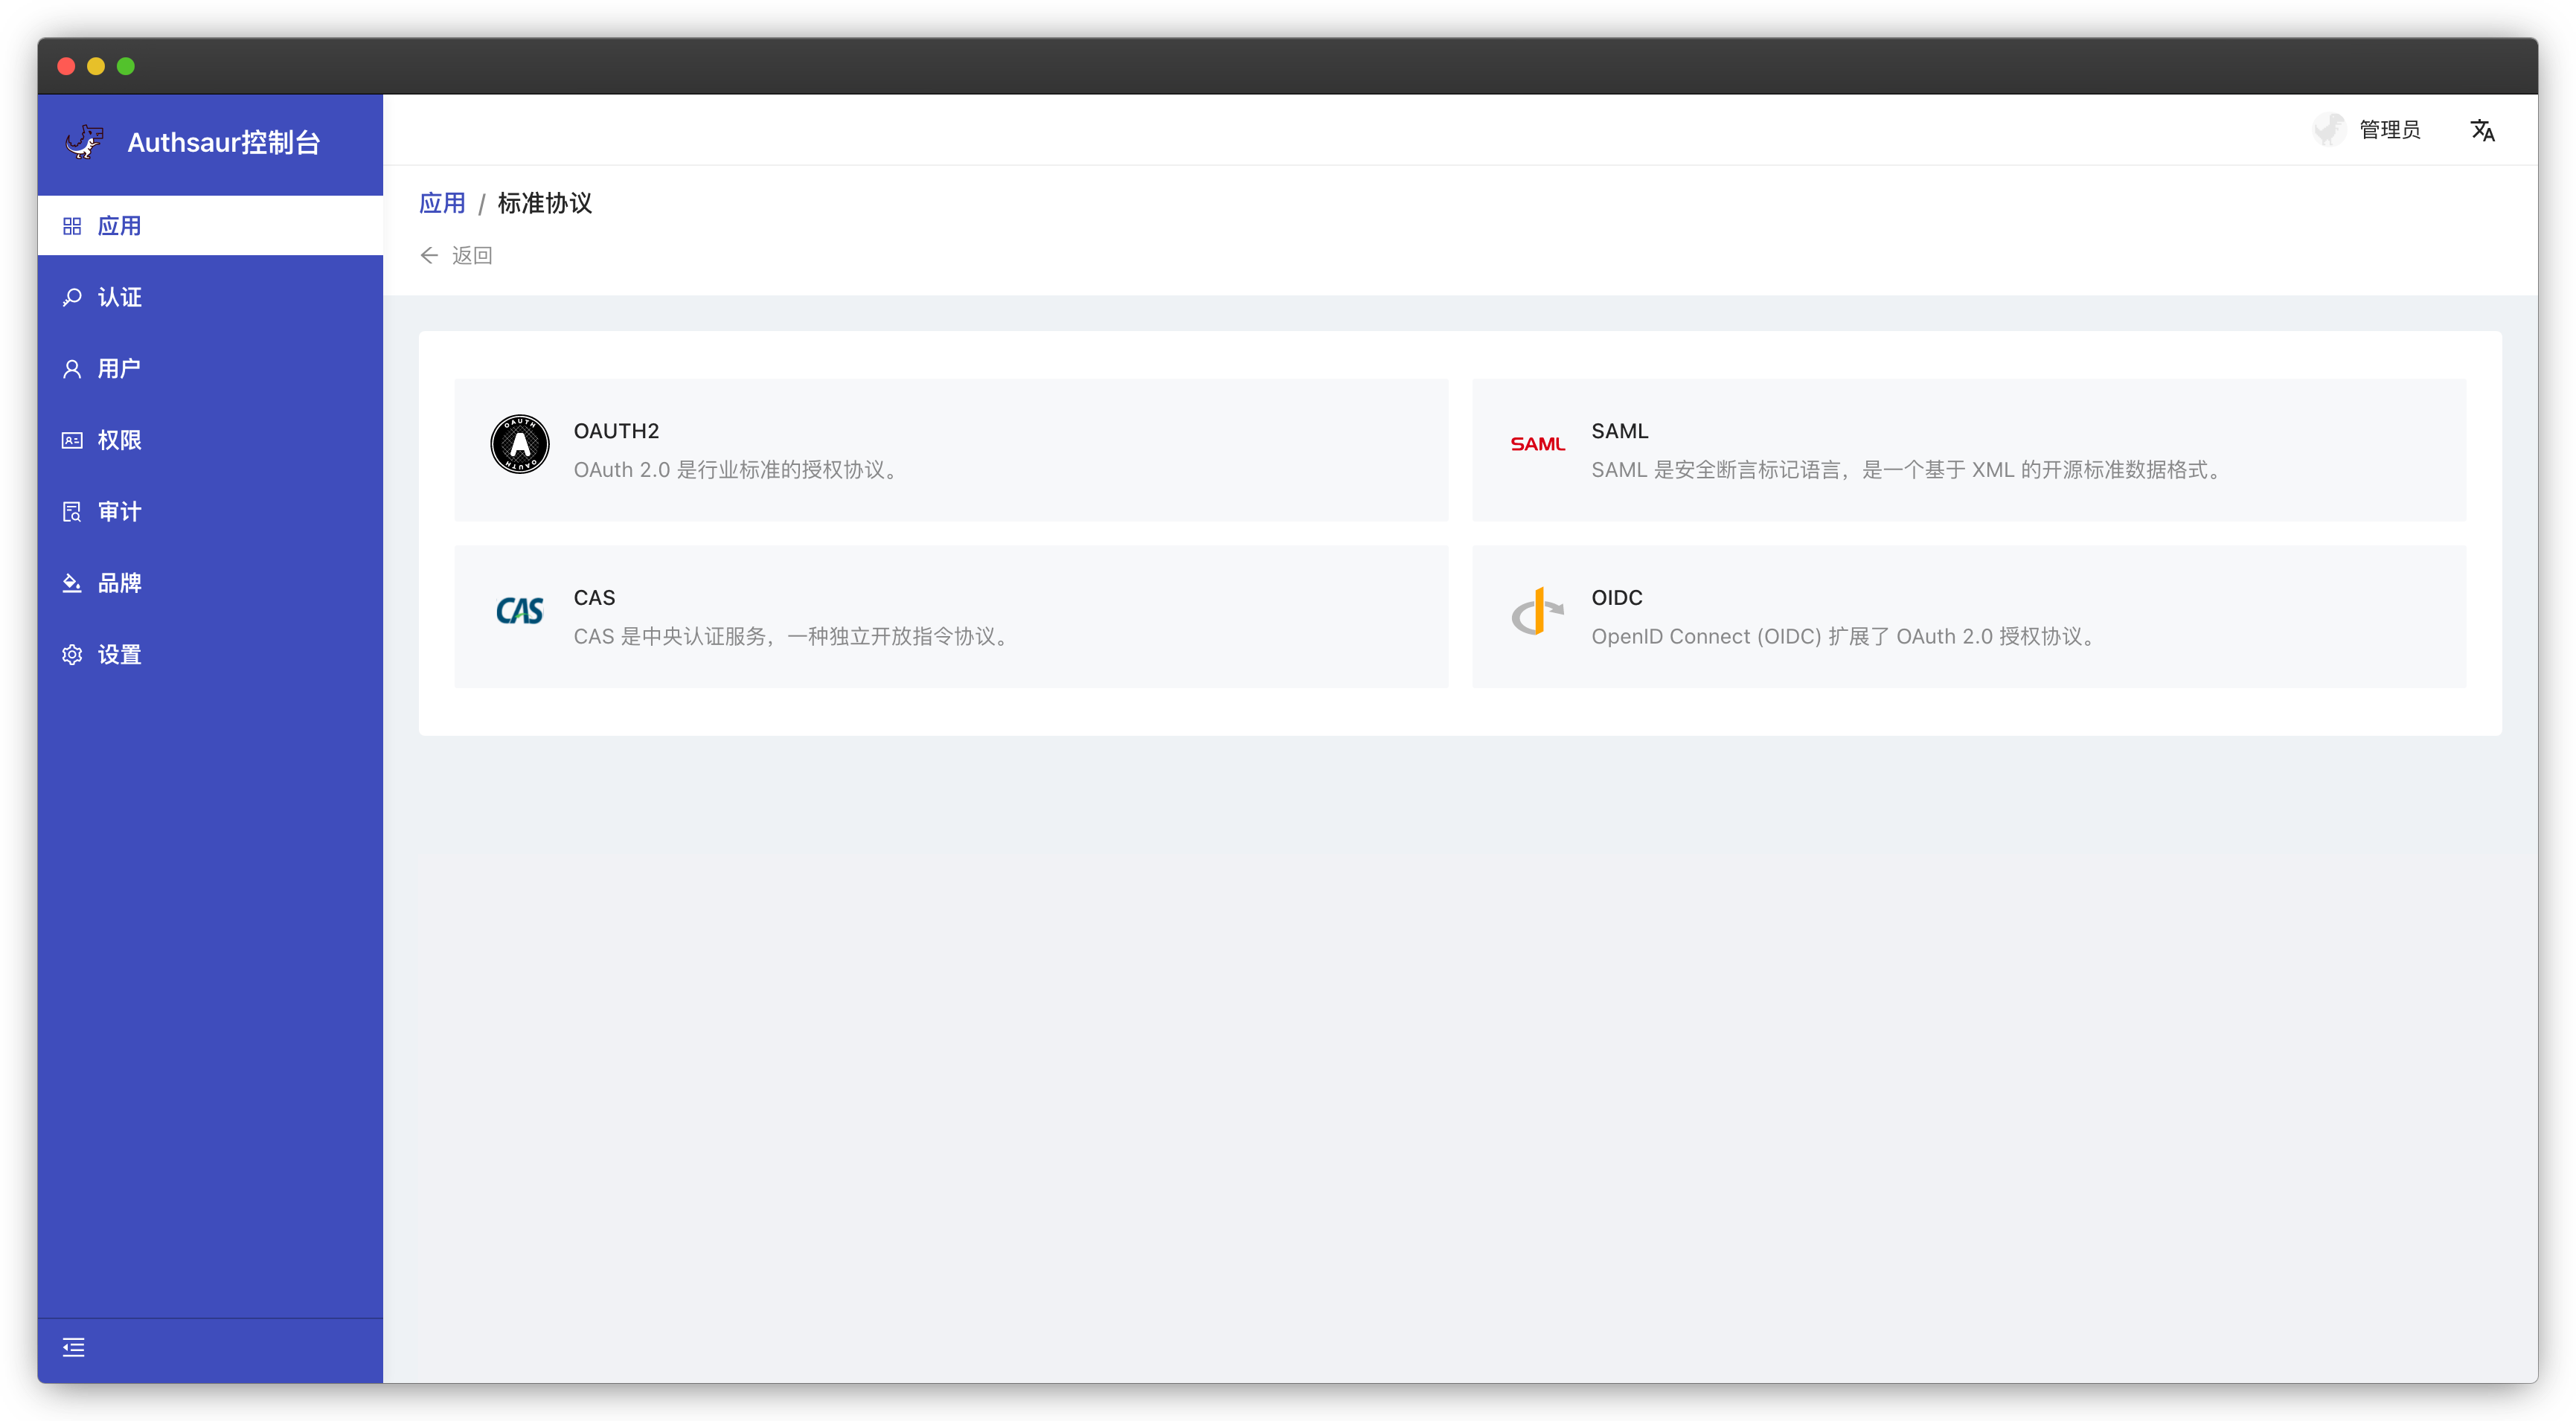 Authsaur控制台
管理员
应用
认证
用户
权限
审计
品牌
设置
应用 / 标准协议
返回
OAUTH
OAUTH
OAUTH2
OAuth 2.0 是行业标准的授权协议。
SAML
SAML
SAML 是安全断言标记语言，是一个基于 XML 的开源标准数据格式。
CAS
CAS
CAS 是中央认证服务，一种独立开放指令协议。
OIDC
OpenID Connect (OIDC) 扩展了 OAuth 2.0 授权协议。